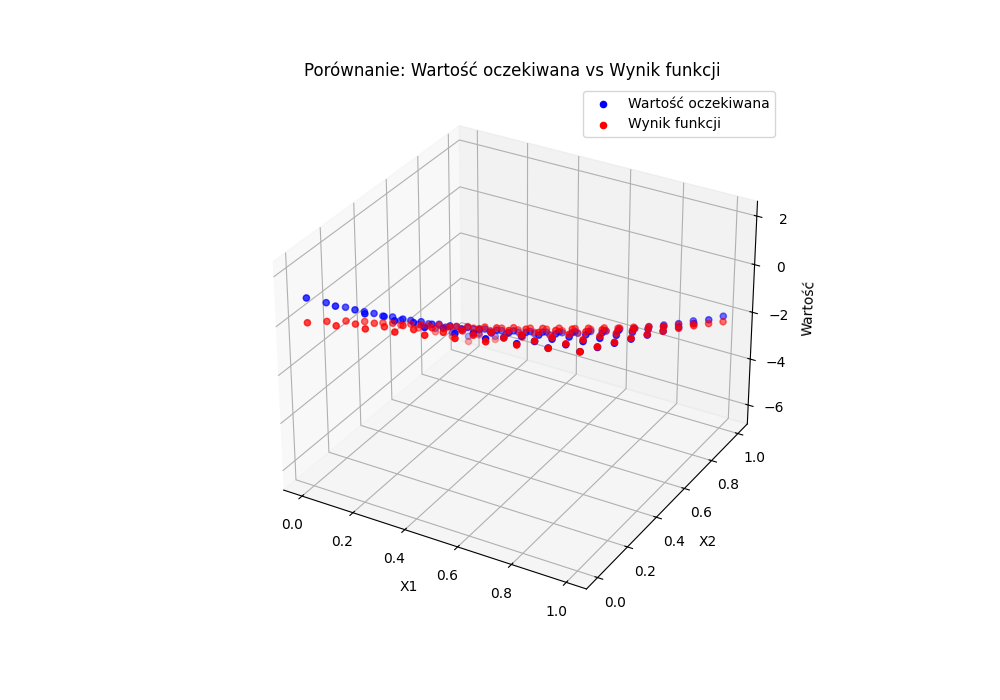 Porównanie: Wartość oczekiwana vs Wynik funkcji
Wartość oczekiwana
Wynik funkcji
2
0
−2
−4
−6
Wartość
0.0
0.2
0.4
0.6
0.8
1.0
X1
0.0
0.2
0.4
0.6
0.8
1.0
X2